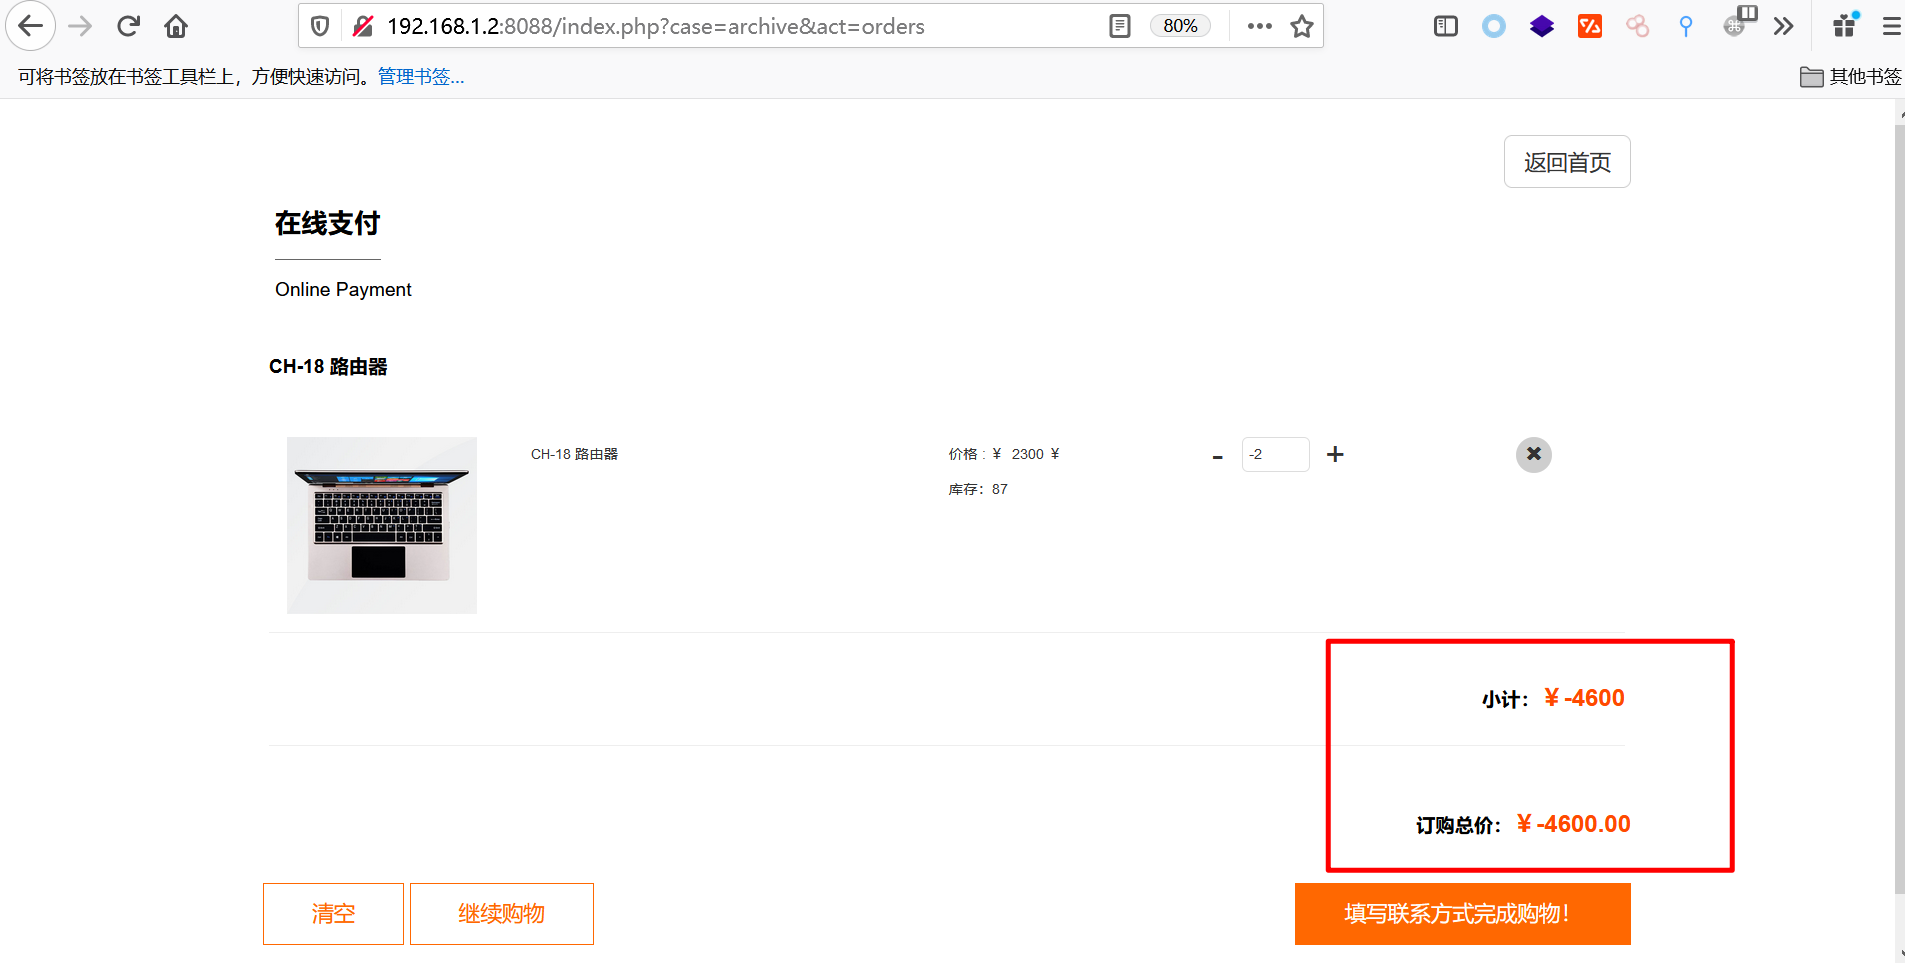 192.168.1.2:8088/index.php?case=archive&act=orders
80%
可将书签放在书签工具栏上，方便快速访问。管理书签...
其他书签
返回首页
在线支付
Online Payment
CH-18 路由器
CH-18 路由器
价格 : ¥ 2300 ¥
- -2 +
库存：87
小计： ¥ -4600
订购总价： ¥ -4600.00
清空
继续购物
填写联系方式完成购物！